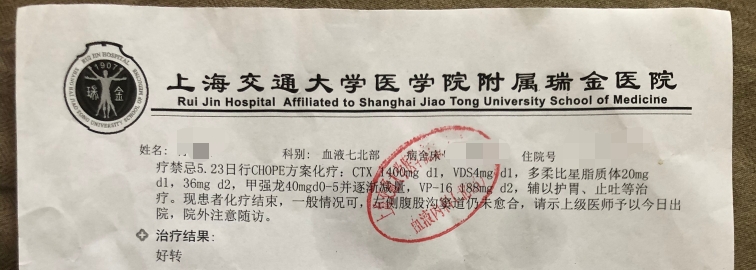 RUI JIN HOSPITAL
1907
瑞 金
上海交通大学医学院附属瑞金医院
Rui Jin Hospital Affiliated to Shanghai Jiao Tong University School of Medicine
姓名: 科别: 血液七北部 病舍床 住院号
疗禁忌5.23日行CHOPE方案化疗: CTX 1400mg d1, VDS4mg d1, 多柔比星脂质体20mg
d1, 36mg d2, 甲强龙40mgd0-5并逐渐减量, VP-16 188mg d2, 辅以护胃、止吐等治
疗。现患者化疗结束, 一般情况可, 左侧腹股沟窦道仍未愈合, 请示上级医师予以今日出
院, 院外注意随访。
治疗结果:
好转